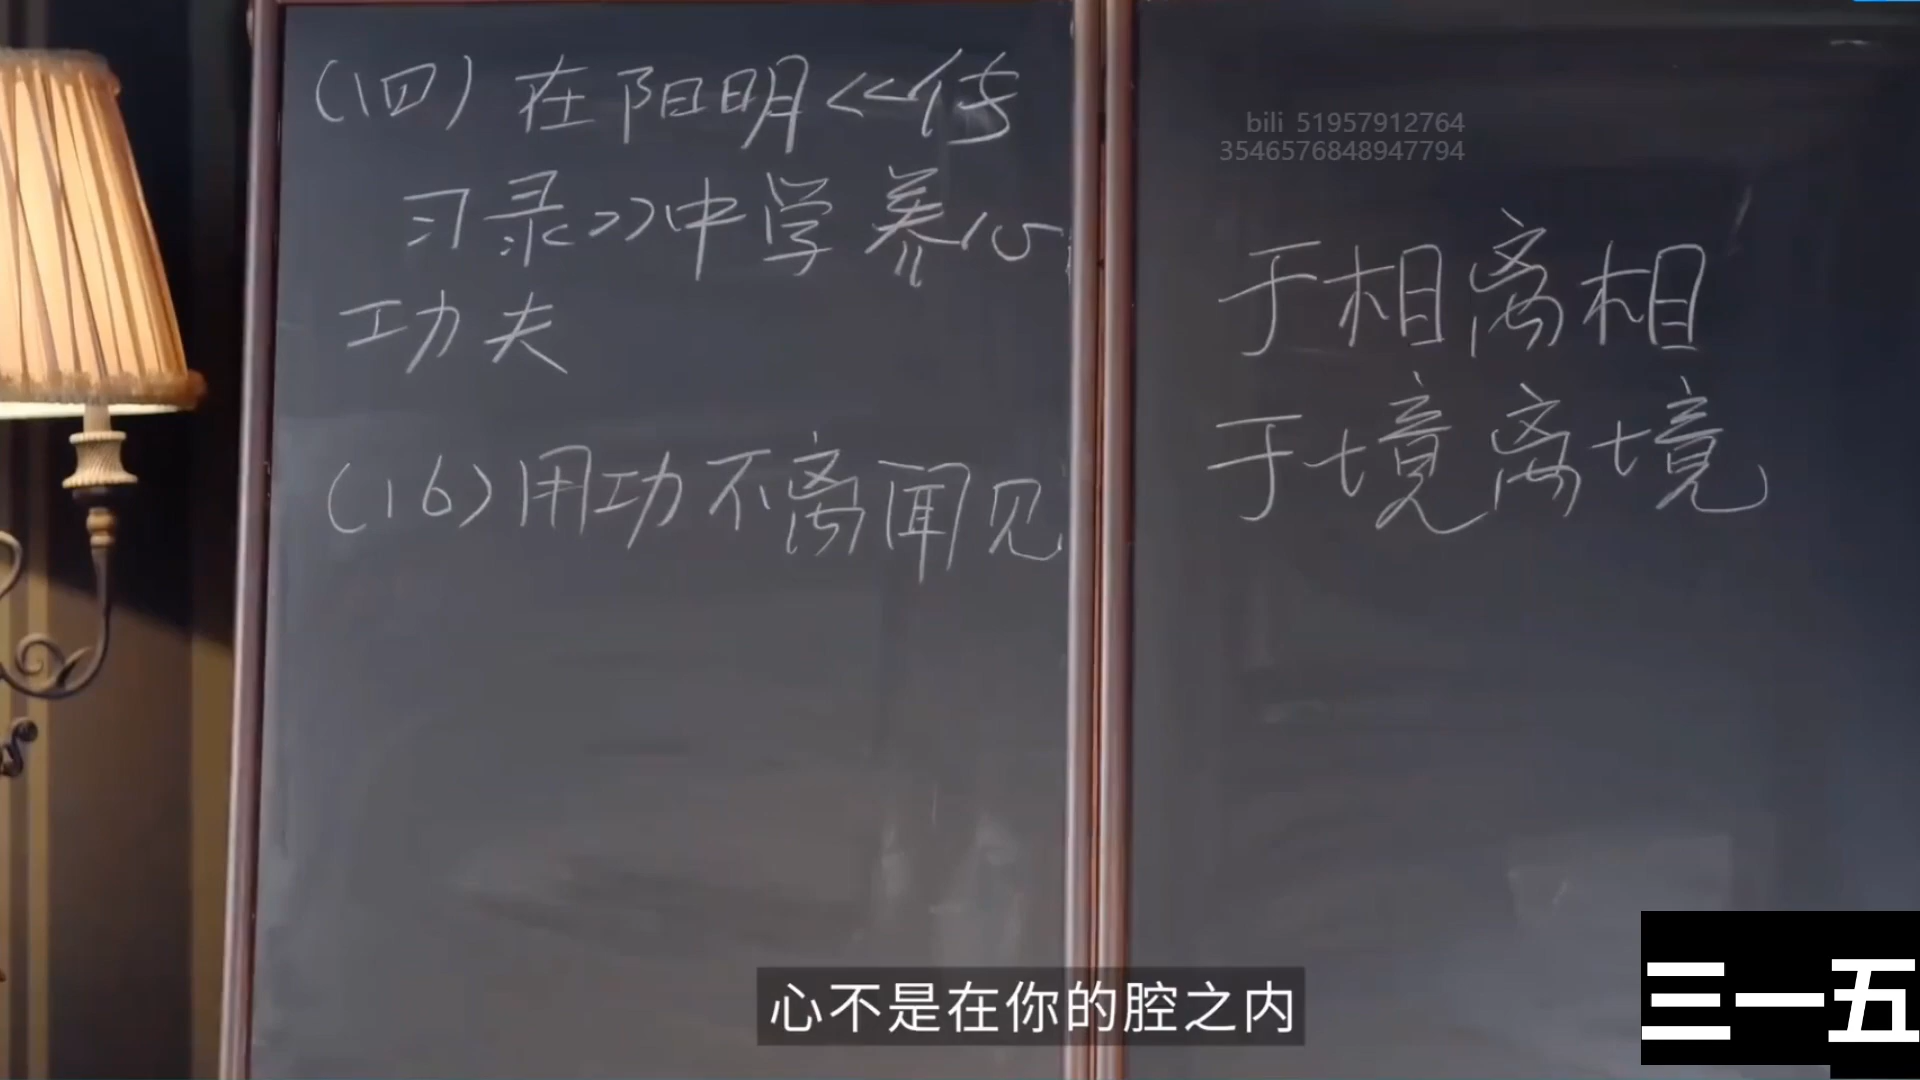 (四) 在阳明<<传
习录>>中学养心
功夫
(16) 用功不离闻见
bili 51957912764
3546576848947794
于相离相
于境离境
心不是在你的腔之内
三一五